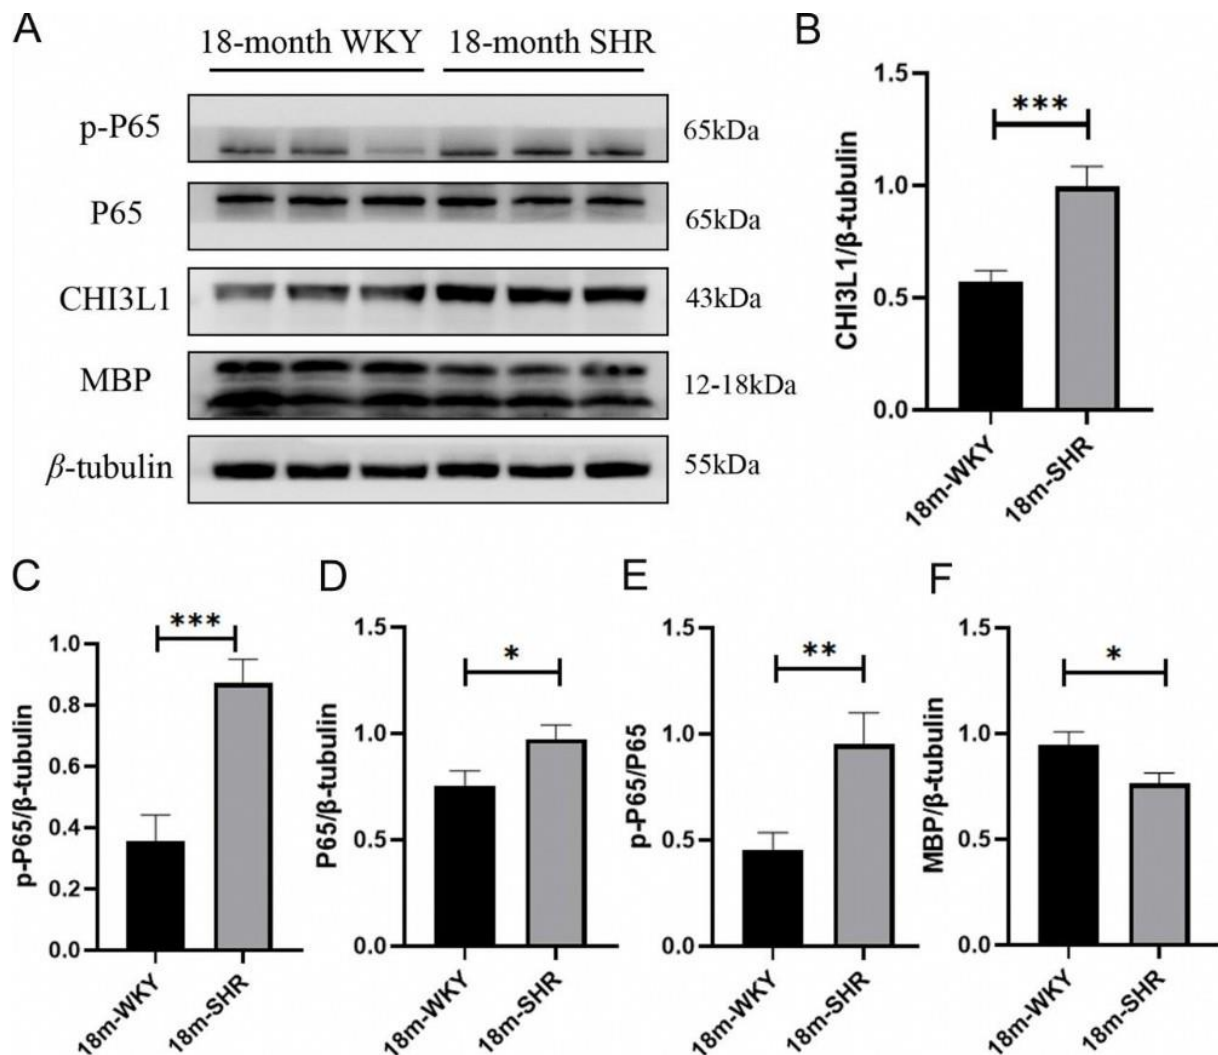 A
18-month WKY 18-month SHR
p-P65 65kDa
P65 65kDa
CHI3L1 43kDa
MBP 12-18kDa
β-tubulin 55kDa
B
CHI3L1/β-tubulin
1.5
1.0
0.5
0.0
***
18m-WKY
18m-SHR
C
p-P65/β-tubulin
1.0
0.8
0.6
0.4
0.2
0.0
***
18m-WKY
18m-SHR
D
P65/β-tubulin
1.5
1.0
0.5
0.0
*
18m-WKY
18m-SHR
E
p-P65/P65
1.5
1.0
0.5
0.0
**
18m-WKY
18m-SHR
F
MBP/β-tubulin
1.5
1.0
0.5
0.0
*
18m-WKY
18m-SHR